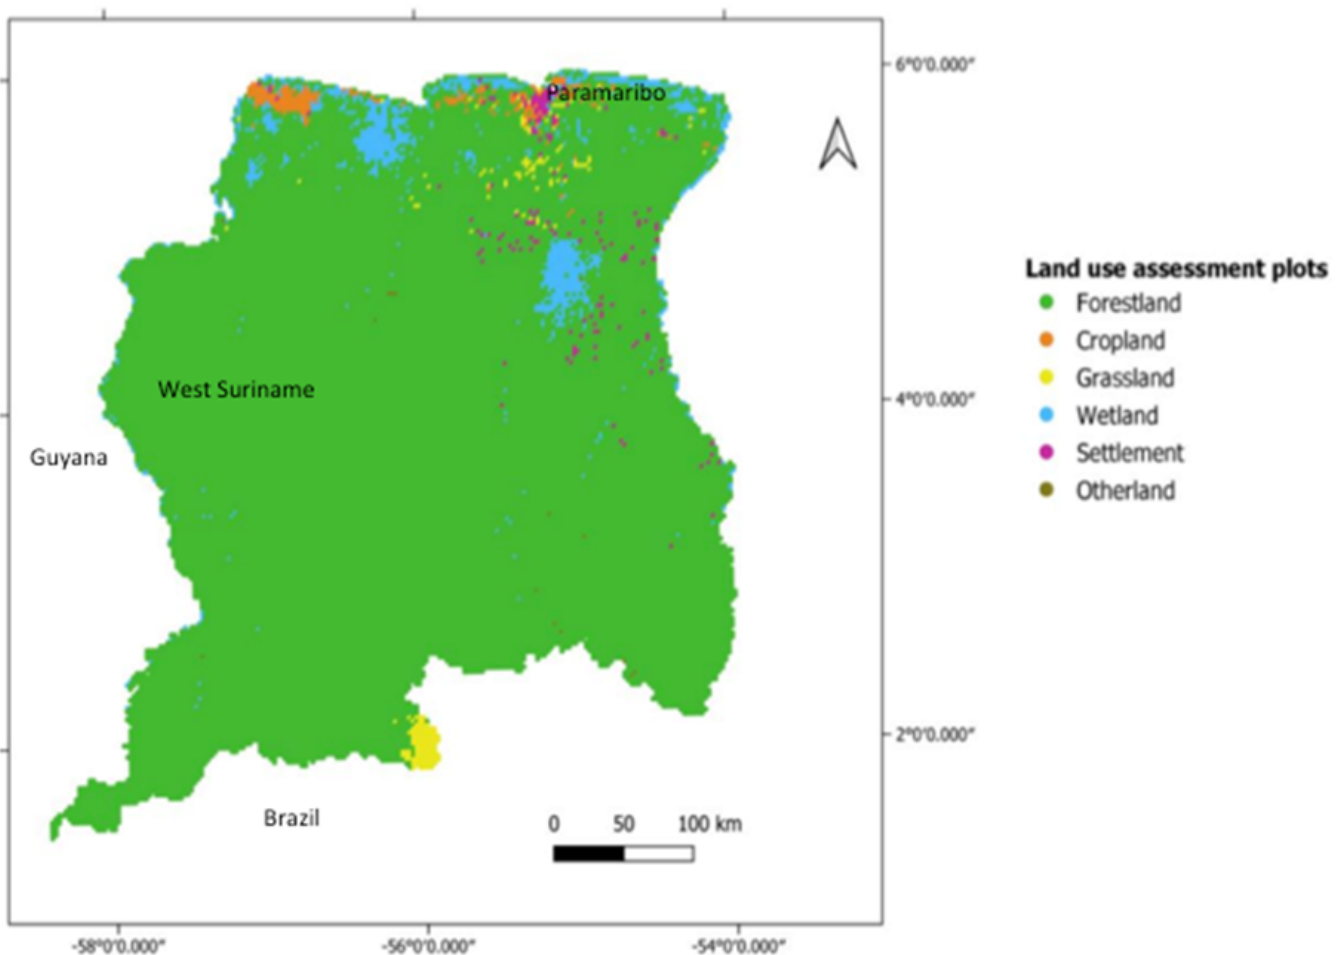 6°0'0.000"
Paramaribo
Land use assessment plots
Forestland
Cropland
West Suriname
Grassland
4°0'0.000"
Wetland
Guyana
Settlement
Otherland
2°0'0.000"
Brazil
0 50 100 km
-58°0'0.000" -56°0'0.000" -54°0'0.000"